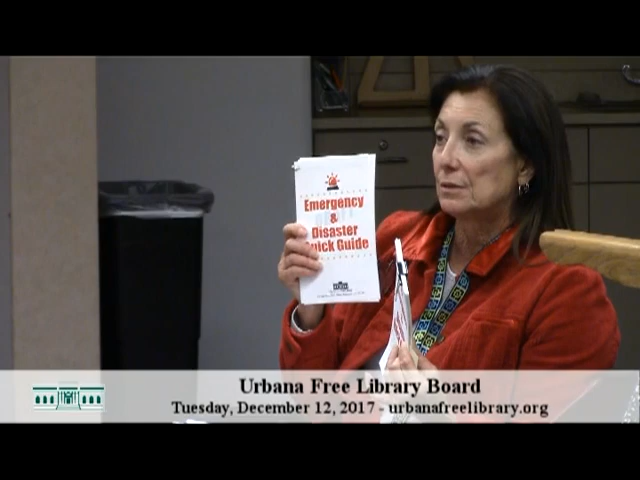 Emergency
&
Disaster
Quick Guide
Urbana Free Library Board
Tuesday, December 12, 2017 - urbanafreelibrary.org